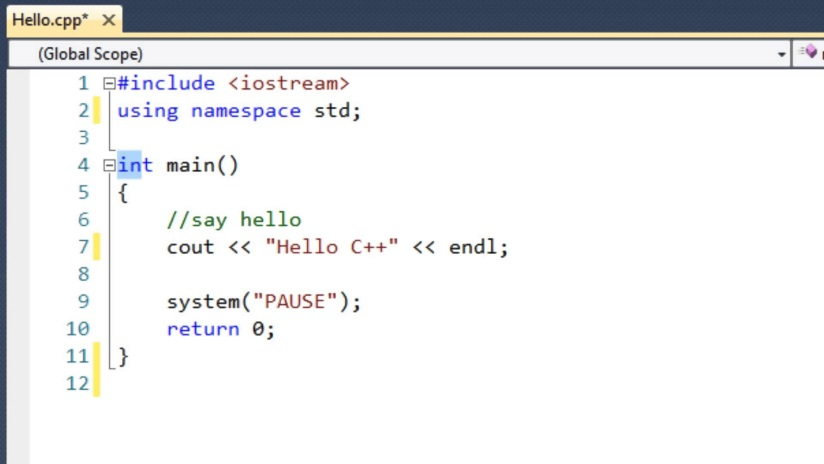 Hello.cpp*
(Global Scope)
1 #include <iostream>
2 using namespace std;
3
4 int main()
5 {
6 //say hello
7 cout << "Hello C++" << endl;
8
9 system("PAUSE");
10 return 0;
11 }
12